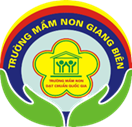 TRƯỜNG MẦM NON GIANG BIÊN
TRƯỜNG MẦM NON
ĐẠT CHUẨN QUỐC GIA